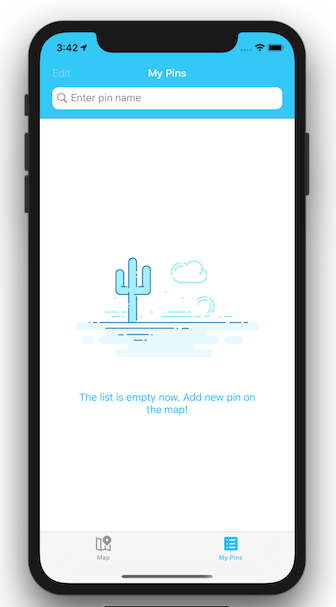 3:42
Edit
My Pins
Enter pin name
The list is empty now. Add new pin on
the map!
Map
My Pins